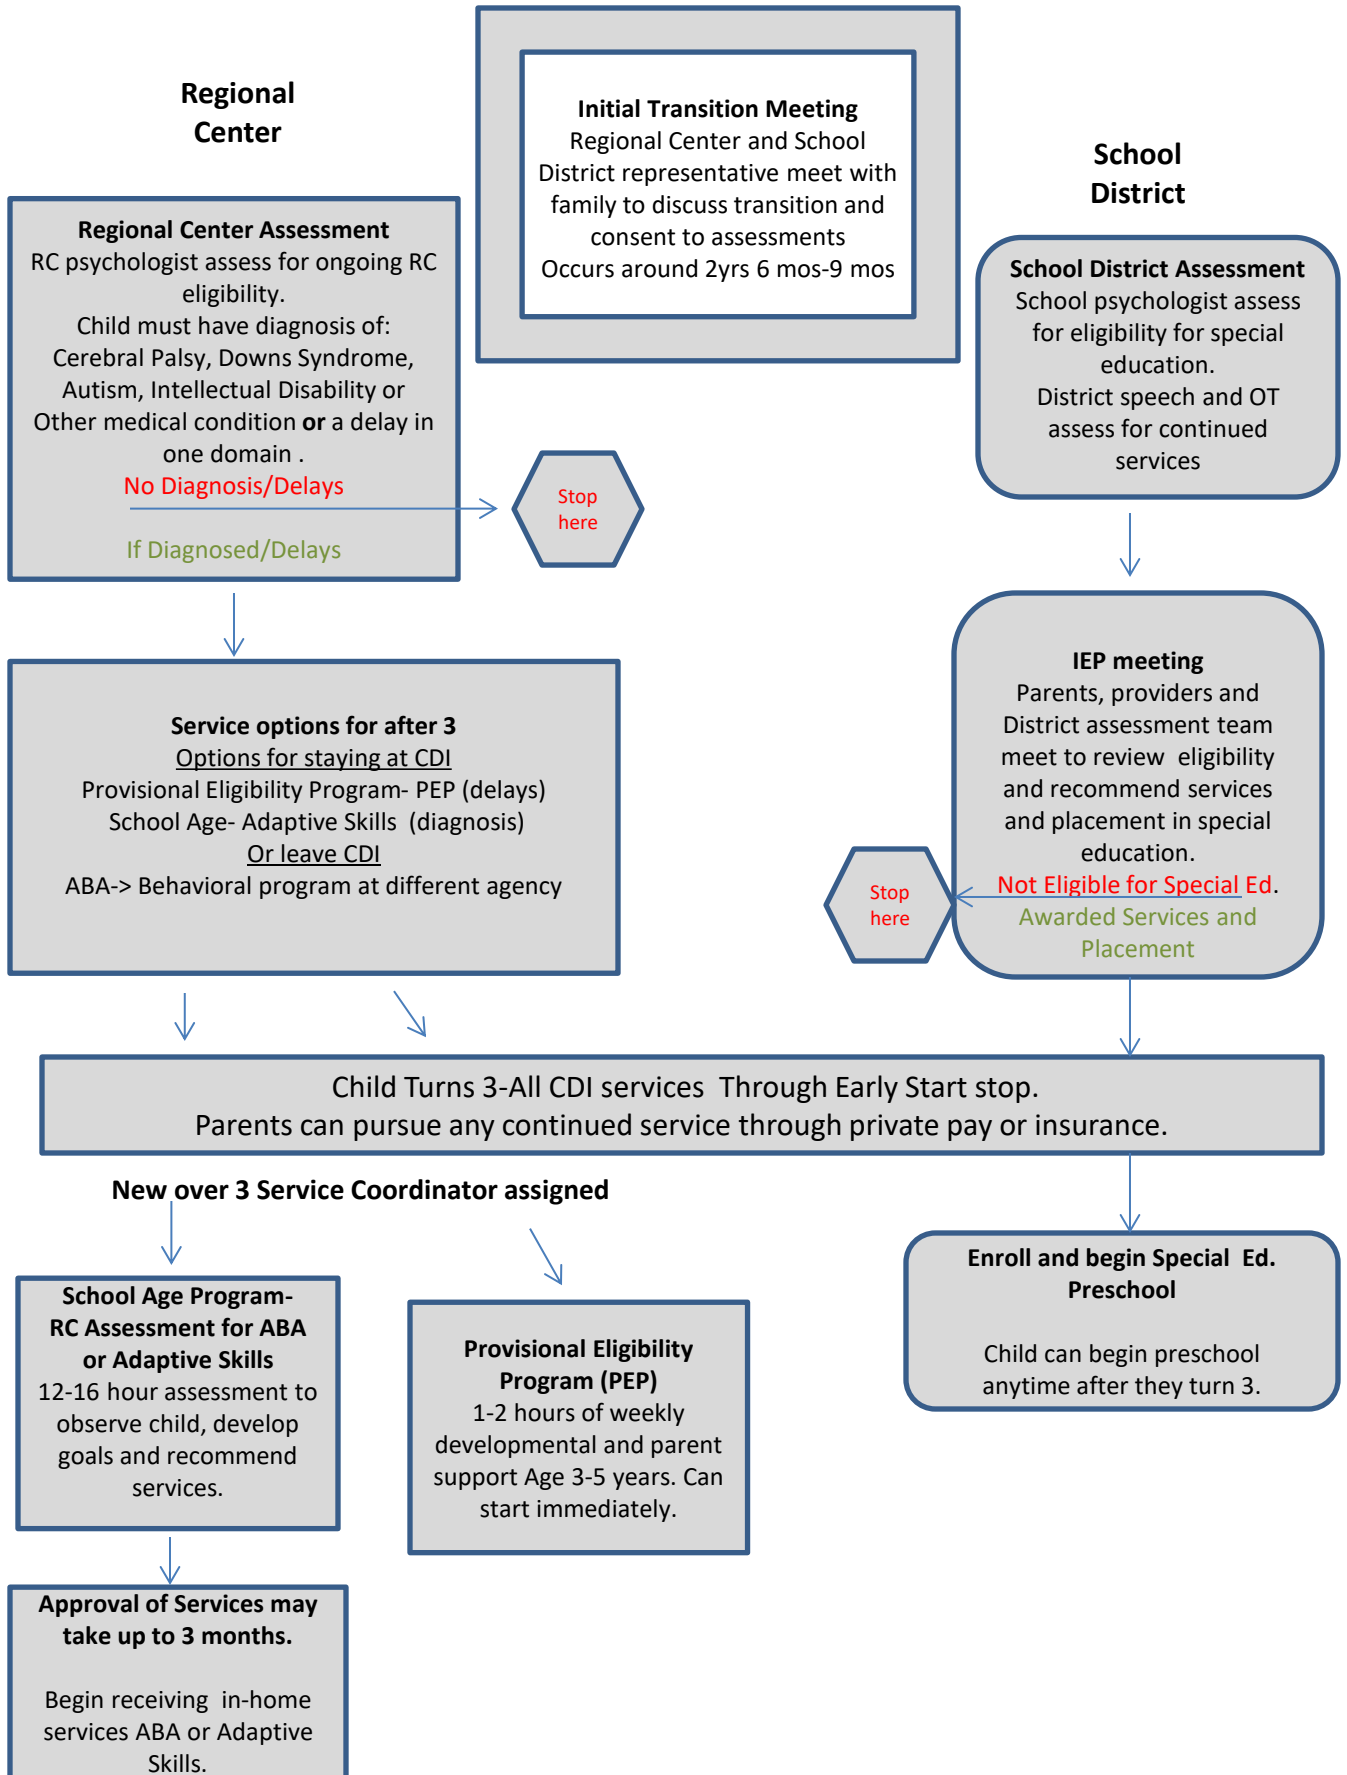 Regional
Center
Initial Transition Meeting
Regional Center and School
District representative meet with
family to discuss transition and
consent to assessments
Occurs around 2yrs 6 mos-9 mos
School
District
Regional Center Assessment
RC psychologist assess for ongoing RC
eligibility.
Child must have diagnosis of:
Cerebral Palsy, Downs Syndrome,
Autism, Intellectual Disability or
Other medical condition or a delay in
one domain .
No Diagnosis/Delays
If Diagnosed/Delays
Stop
here
School District Assessment
School psychologist assess
for eligibility for special
education.
District speech and OT
assess for continued
services
Service options for after 3
Options for staying at CDI
Provisional Eligibility Program- PEP (delays)
School Age- Adaptive Skills (diagnosis)
Or leave CDI
ABA-> Behavioral program at different agency
IEP meeting
Parents, providers and
District assessment team
meet to review eligibility
and recommend services
and placement in special
education.
Not Eligible for Special Ed.
Awarded Services and
Placement
Stop
here
Child Turns 3-All CDI services Through Early Start stop.
Parents can pursue any continued service through private pay or insurance.
New over 3 Service Coordinator assigned
School Age Program-
RC Assessment for ABA
or Adaptive Skills
12-16 hour assessment to
observe child, develop
goals and recommend
services.
Provisional Eligibility
Program (PEP)
1-2 hours of weekly
developmental and parent
support Age 3-5 years. Can
start immediately.
Enroll and begin Special Ed.
Preschool
Child can begin preschool
anytime after they turn 3.
Approval of Services may
take up to 3 months.
Begin receiving in-home
services ABA or Adaptive
Skills.